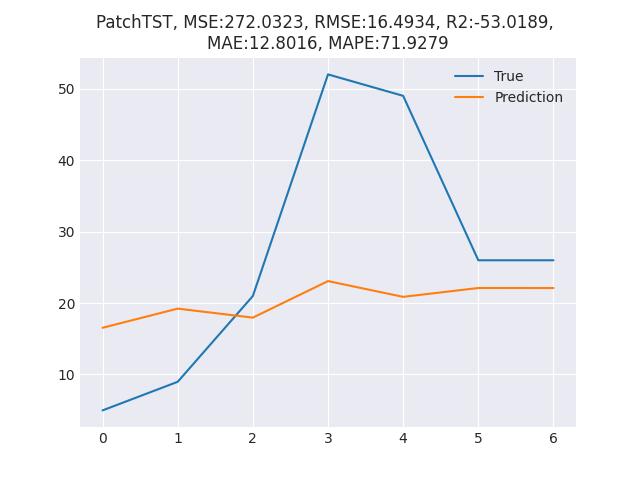 PatchTST, MSE:272.0323, RMSE:16.4934, R2:-53.0189,
MAE:12.8016, MAPE:71.9279
True
Prediction
50
40
30
20
10
0 1 2 3 4 5 6